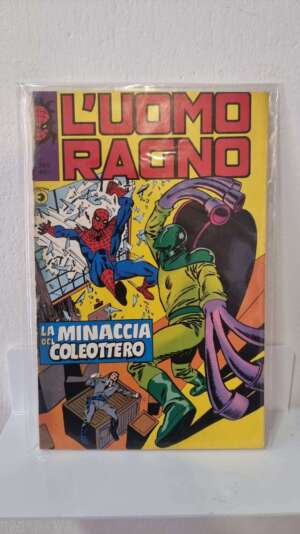 L'UOMO
RAGNO
LA MINACCIA
DEL COLEOTTERO